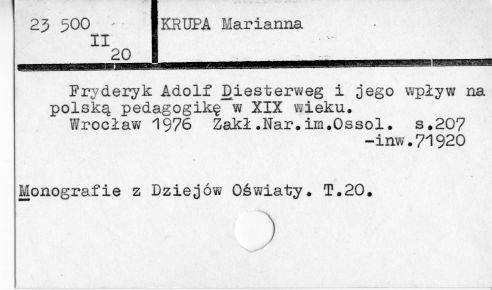 23 500 KRUPA Marianna
II
20
Fryderyk Adolf Diesterweg i jego wpływ na
polską pedagogikę w XIX wieku.
Wrocław 1976 Zakł.Nar.im.Ossol. s.207
-inw.71920
Monografie z Dziejów Oświaty. T.20.